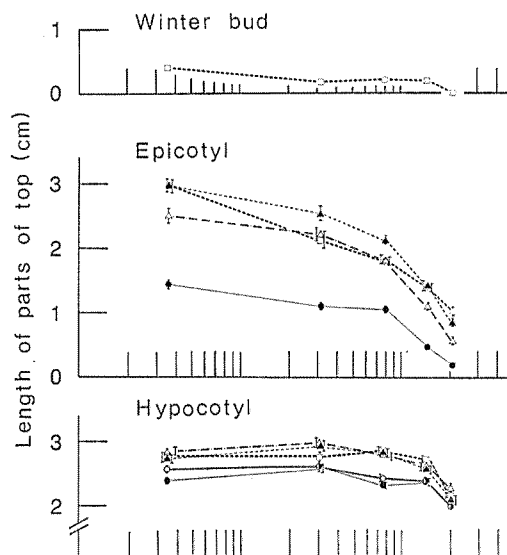 Length of parts of top (cm)
Winter bud
1
0
Epicotyl
3
2
1
0
Hypocotyl
3
2